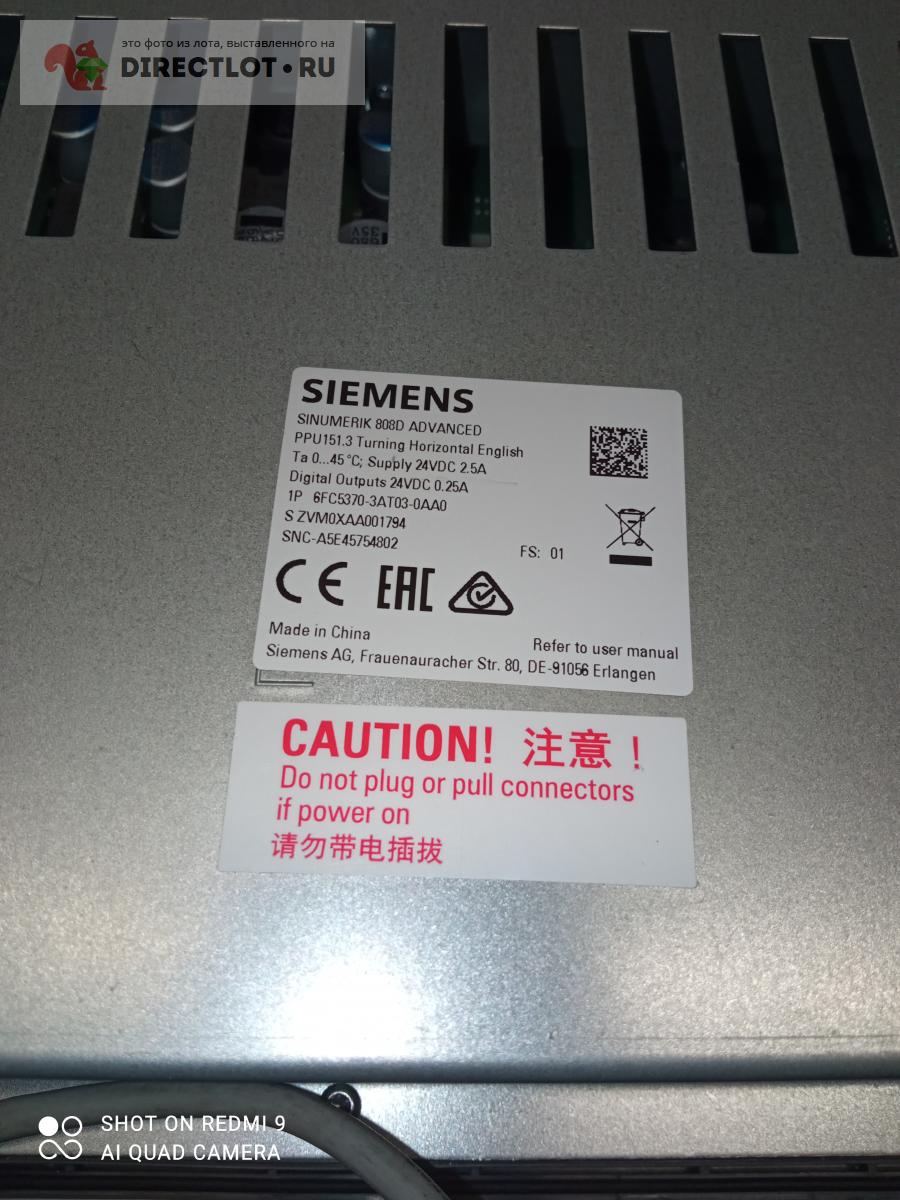 это фото из лота, выставленного на
DIRECTLOT.RU
35V
SIEMENS
SINUMERIK 808D ADVANCED
PPU151.3 Turning Horizontal English
Ta 0...45°C; Supply 24VDC 2.5A
Digital Outputs 24VDC 0.25A
1P 6FC5370-3AT03-0AA0
S ZVM0XAA001794
SNC-A5E45754802
FS: 01
CE EAC
Made in China
Refer to user manual
Siemens AG, Frauenauracher Str. 80, DE-91056 Erlangen
CAUTION! 注意！
Do not plug or pull connectors
if power on
请勿带电插拔
SHOT ON REDMI 9
AI QUAD CAMERA